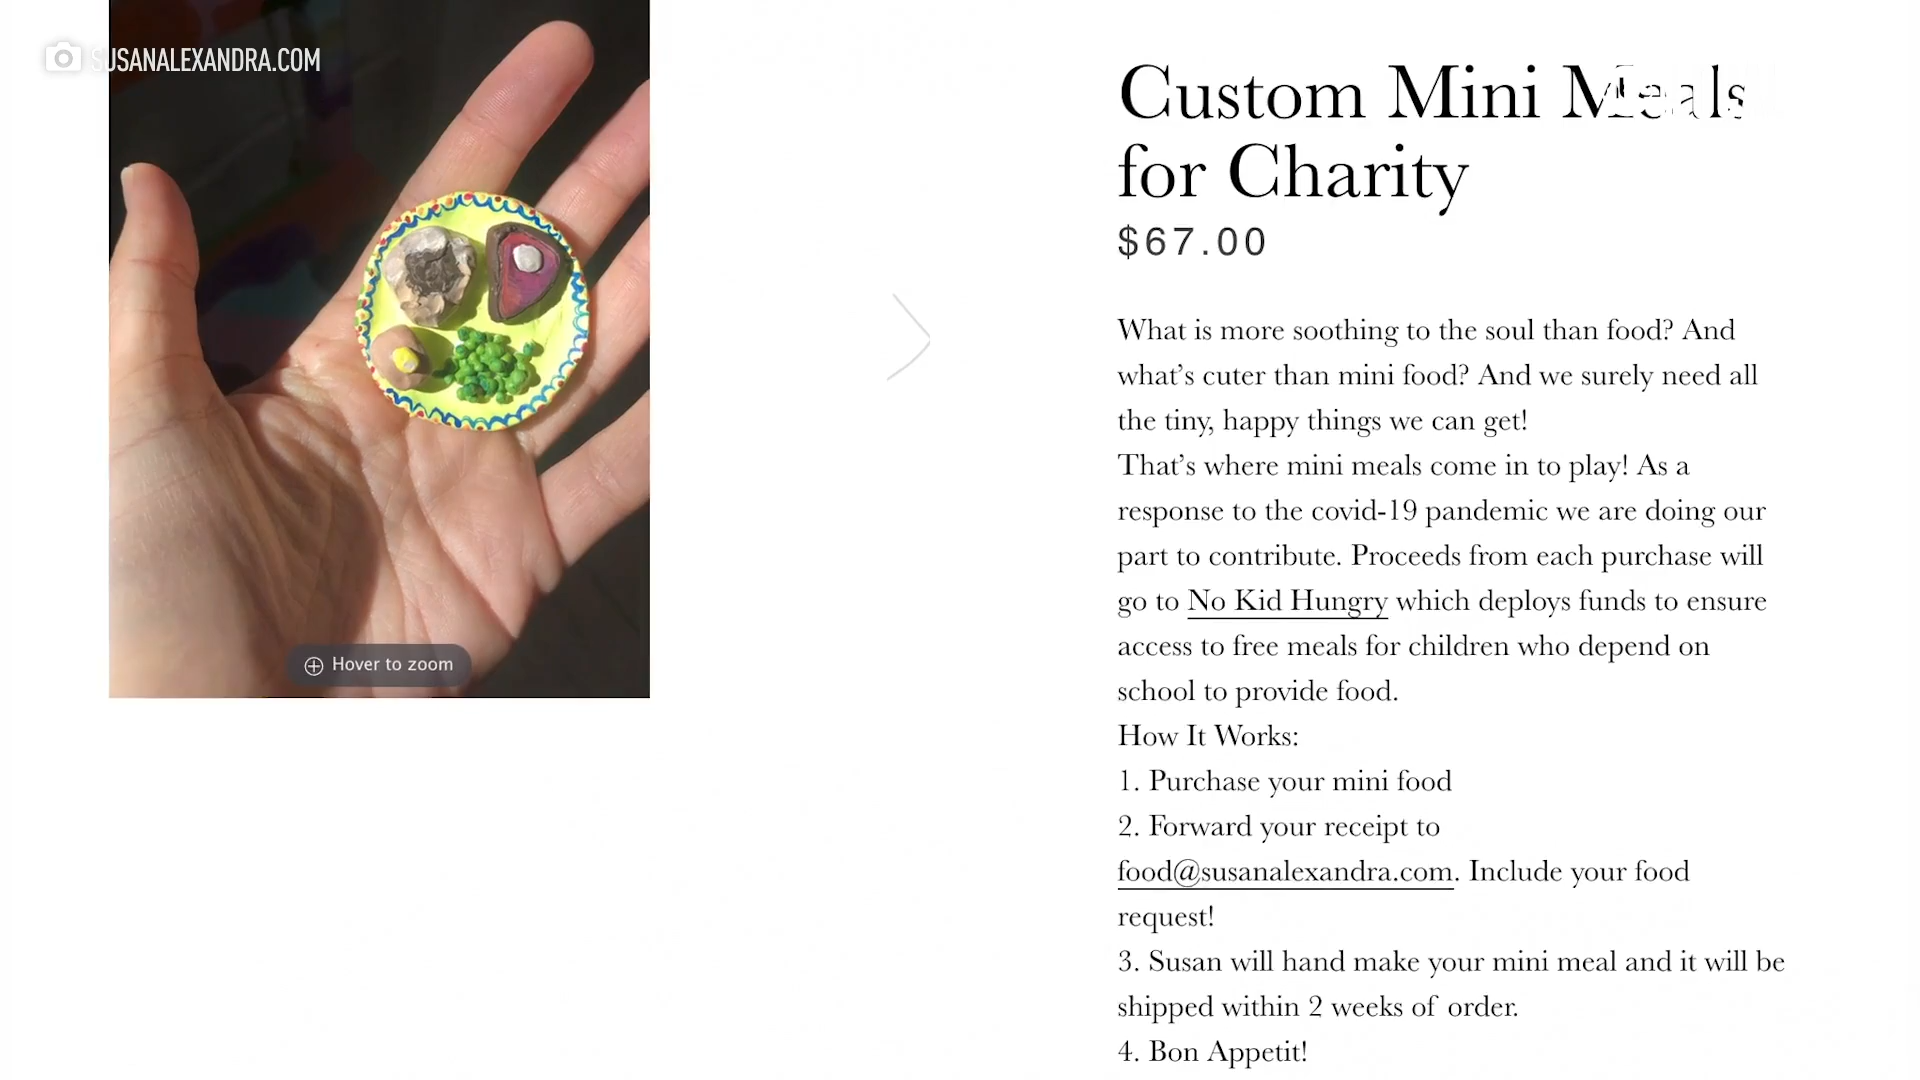 SUSANALEXANDRA.COM
Custom Mini Meals
for Charity
$67.00
What is more soothing to the soul than food? And
what's cuter than mini food? And we surely need all
the tiny, happy things we can get!
That's where mini meals come in to play! As a
response to the covid-19 pandemic we are doing our
part to contribute. Proceeds from each purchase will
go to No Kid Hungry which deploys funds to ensure
access to free meals for children who depend on
school to provide food.
How It Works:
1. Purchase your mini food
2. Forward your receipt to
food@susanalexandra.com. Include your food
request!
3. Susan will hand make your mini meal and it will be
shipped within 2 weeks of order.
4. Bon Appetit!
Hover to zoom